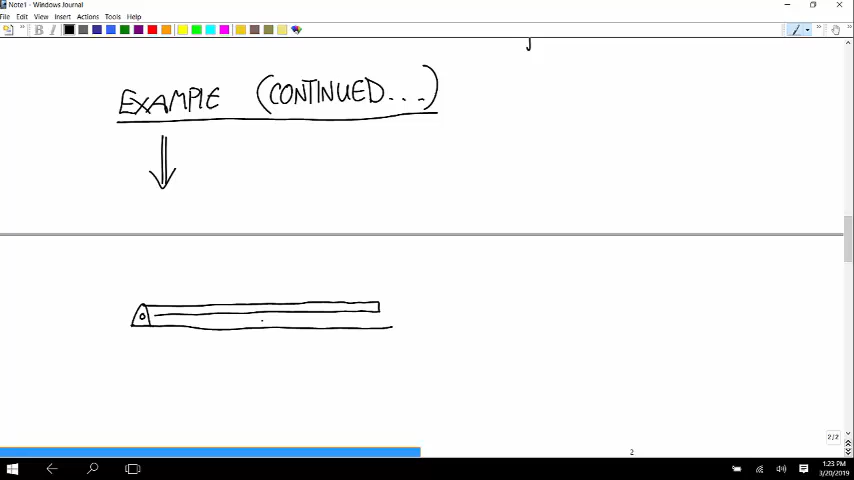 Note1 - Windows Journal
File Edit View Insert Actions Tools Help
B I
EXAMPLE (CONTINUED...)
2/2
2
1:23 PM
3/20/2019